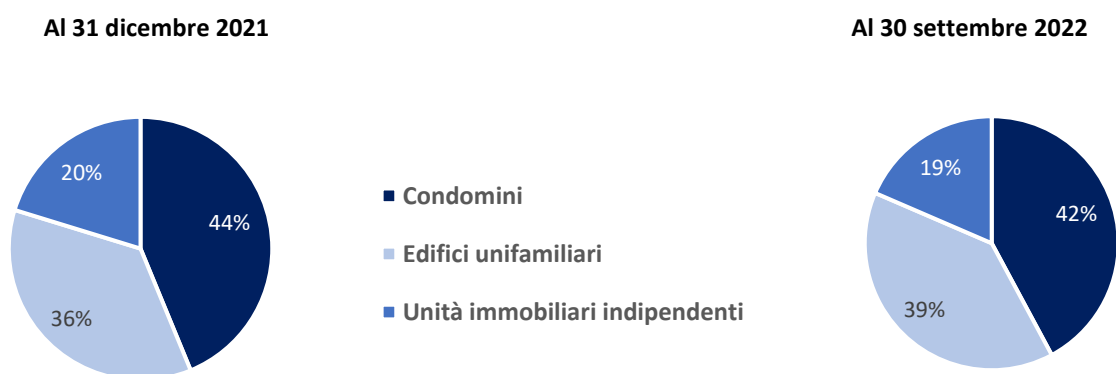 Al 31 dicembre 2021
Al 30 settembre 2022
20%
44%
36%
Condomini
Edifici unifamiliari
Unità immobiliari indipendenti
19%
42%
39%